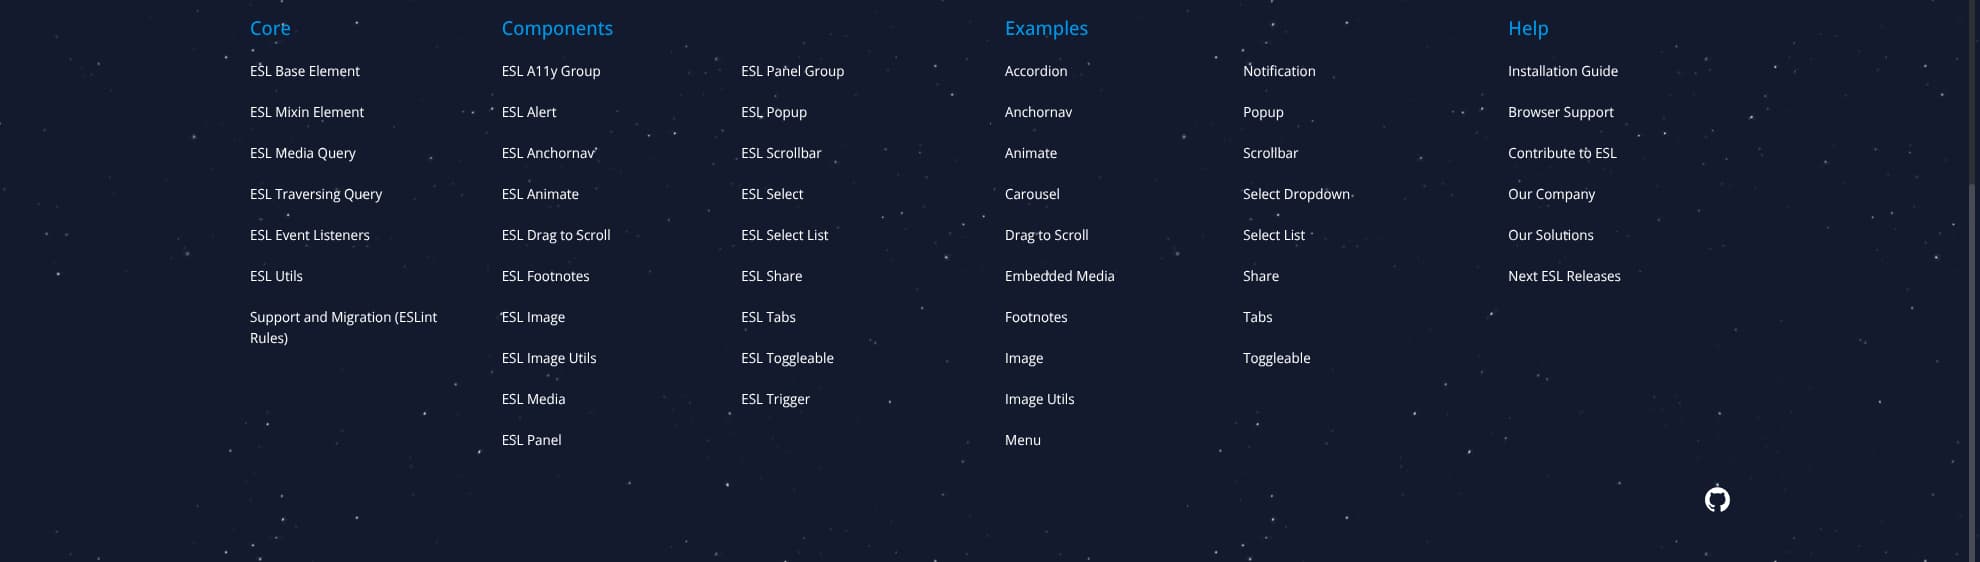 Core
ESL Base Element
ESL Mixin Element
ESL Media Query
ESL Traversing Query
ESL Event Listeners
ESL Utils
Support and Migration (ESLint
Rules)
Components
ESL A11y Group
ESL Alert
ESL Anchornav
ESL Animate
ESL Drag to Scroll
ESL Footnotes
ESL Image
ESL Image Utils
ESL Media
ESL Panel
ESL Panel Group
ESL Popup
ESL Scrollbar
ESL Select
ESL Select List
ESL Share
ESL Tabs
ESL Toggleable
ESL Trigger
Examples
Accordion
Anchornav
Animate
Carousel
Drag to Scroll
Embedded Media
Footnotes
Image
Image Utils
Menu
Notification
Popup
Scrollbar
Select Dropdown
Select List
Share
Tabs
Toggleable
Help
Installation Guide
Browser Support
Contribute to ESL
Our Company
Our Solutions
Next ESL Releases